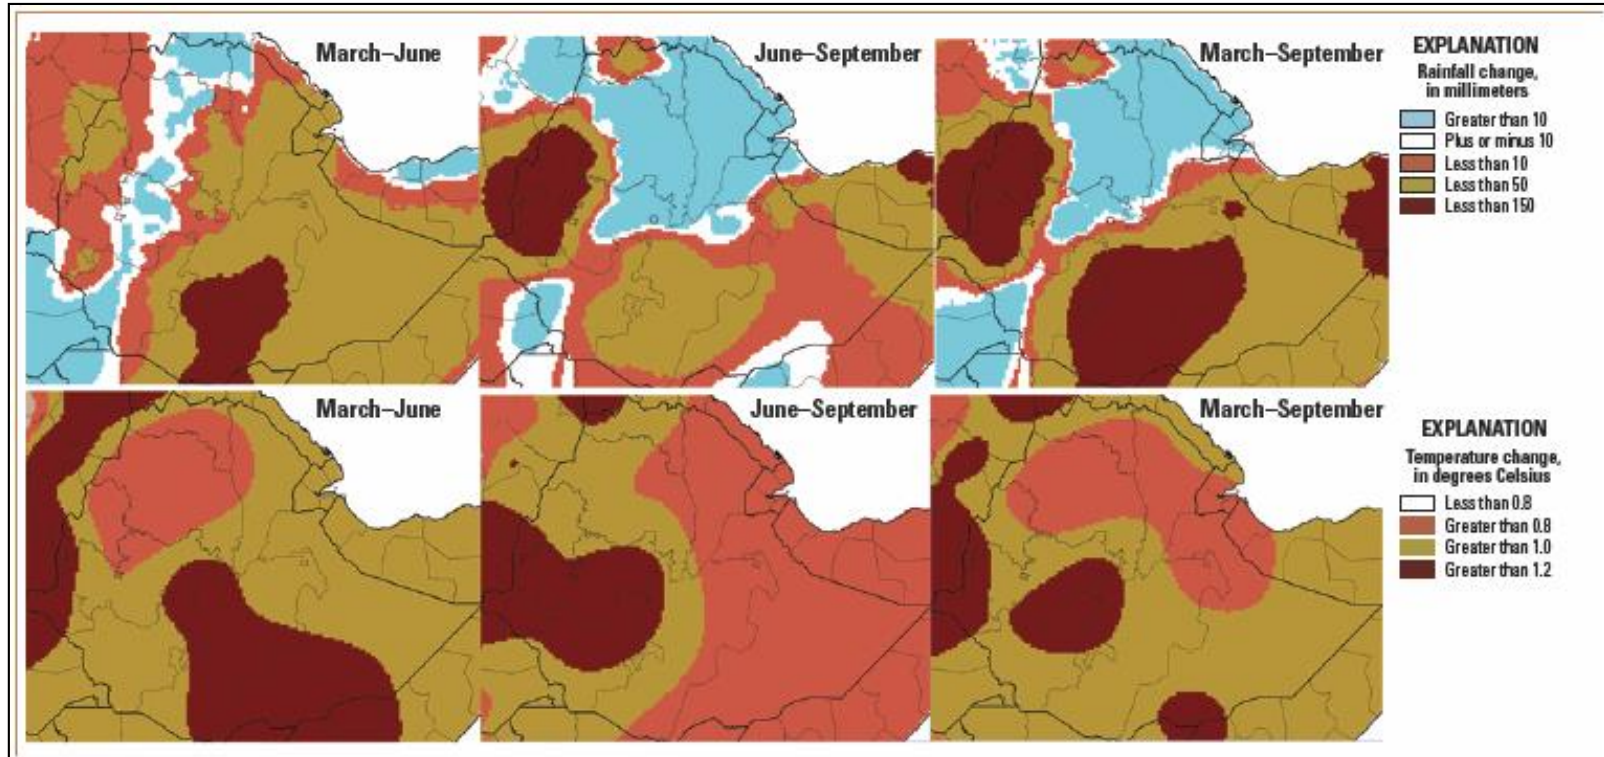 March–June
June–September
March–September
EXPLANATION
Rainfall change,
in millimeters
Greater than 10
Plus or minus 10
Less than 10
Less than 50
Less than 150
March–June
June–September
March–September
EXPLANATION
Temperature change,
in degrees Celsius
Less than 0.8
Greater than 0.8
Greater than 1.0
Greater than 1.2